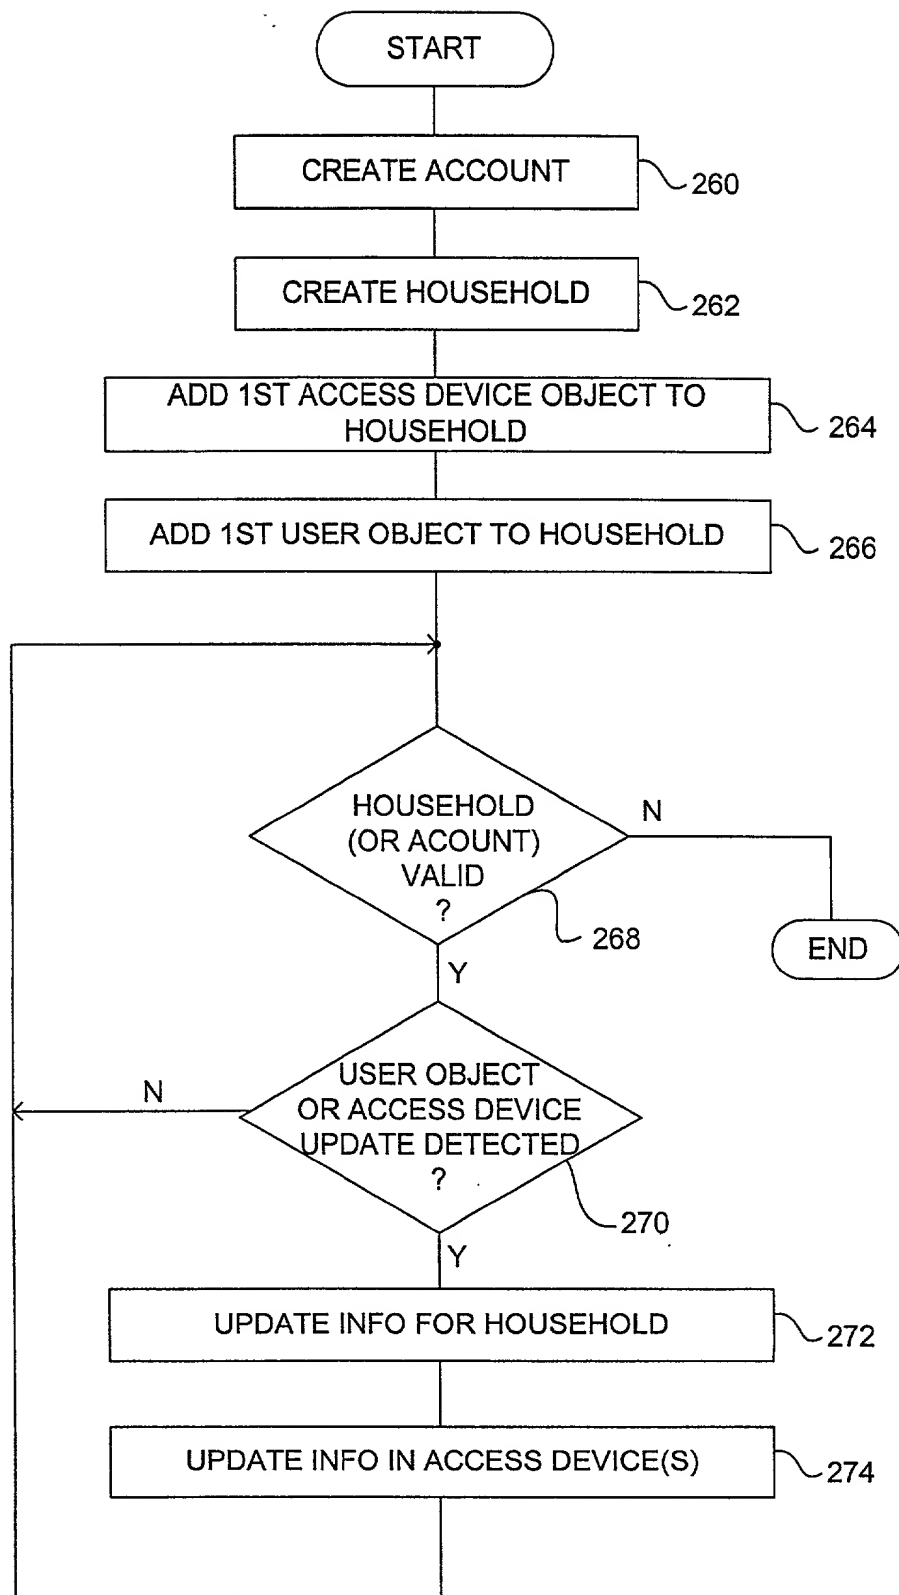 START
CREATE ACCOUNT
260
CREATE HOUSEHOLD
262
ADD 1ST ACCESS DEVICE OBJECT TO
HOUSEHOLD
264
ADD 1ST USER OBJECT TO HOUSEHOLD
266
HOUSEHOLD
(OR ACOUNT)
VALID
?
N
268
END
Y
USER OBJECT
OR ACCESS DEVICE
UPDATE DETECTED
?
N
270
Y
UPDATE INFO FOR HOUSEHOLD
272
UPDATE INFO IN ACCESS DEVICE(S)
274